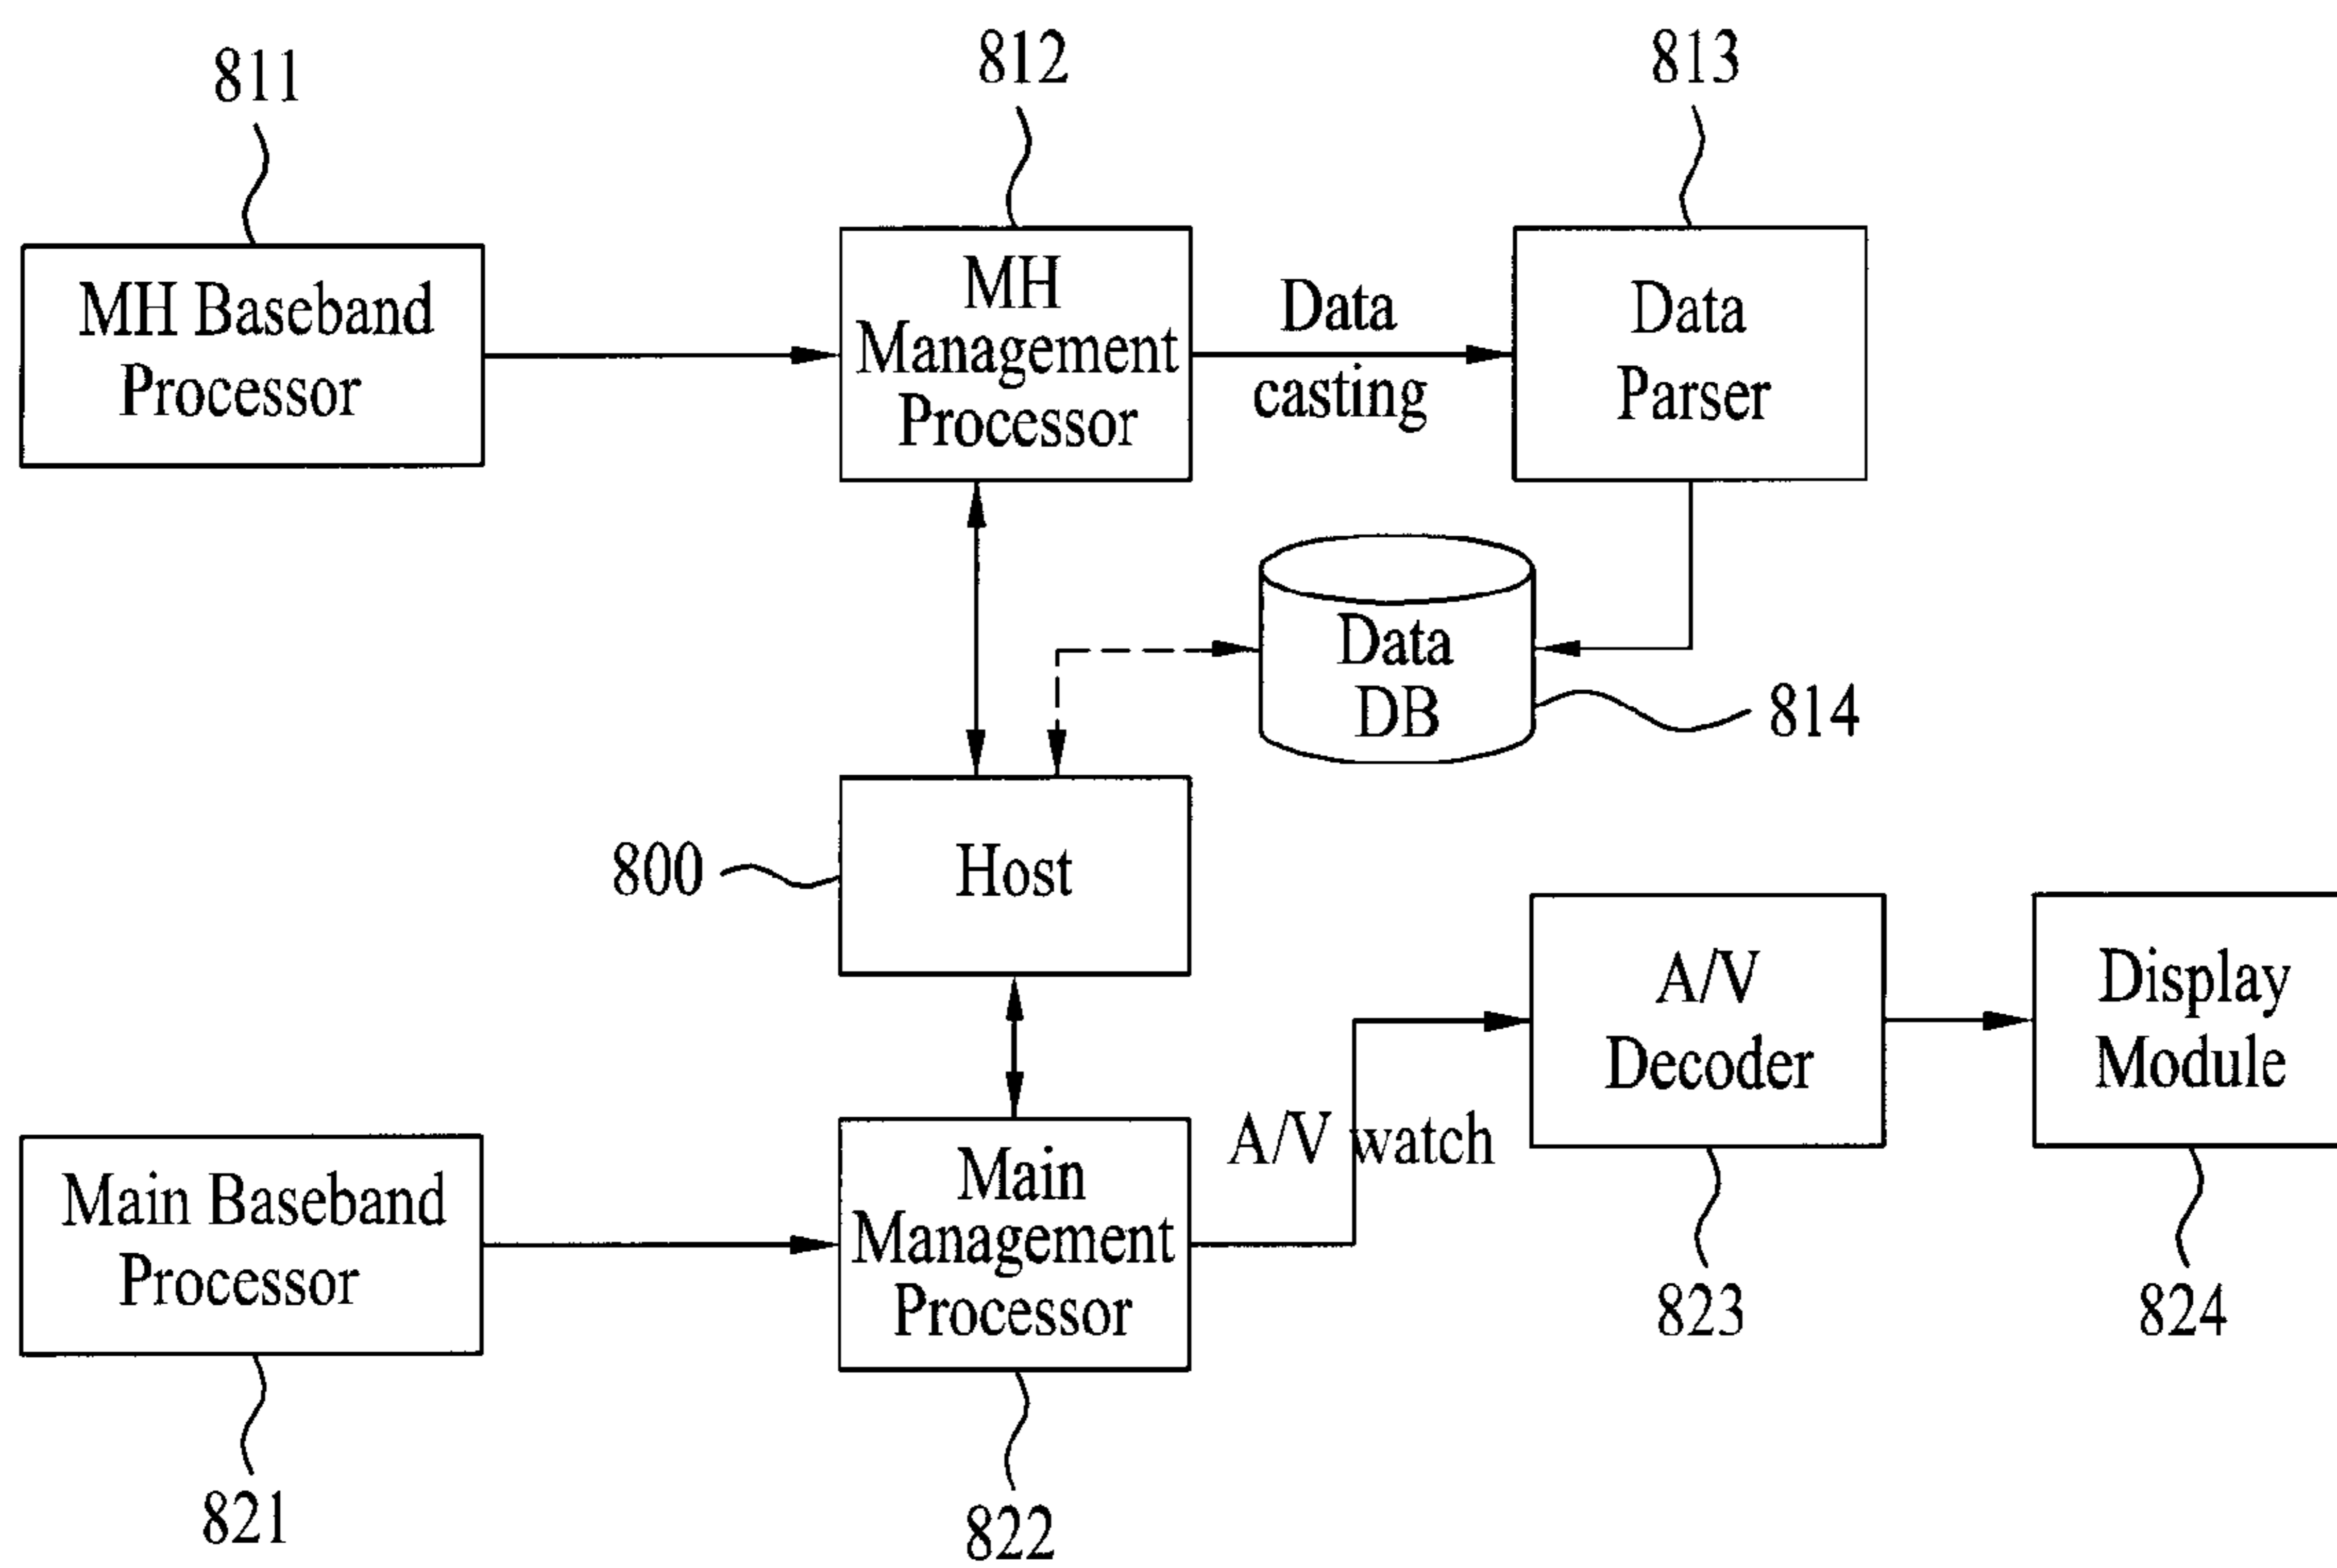 811
812
813
MH Baseband
Processor
MH
Management
Processor
Data
casting
Data
Parser
Data
DB
814
800
Host
A/V
Decoder
Display
Module
A/V watch
Main Baseband
Processor
Main
Management
Processor
823
824
821
822